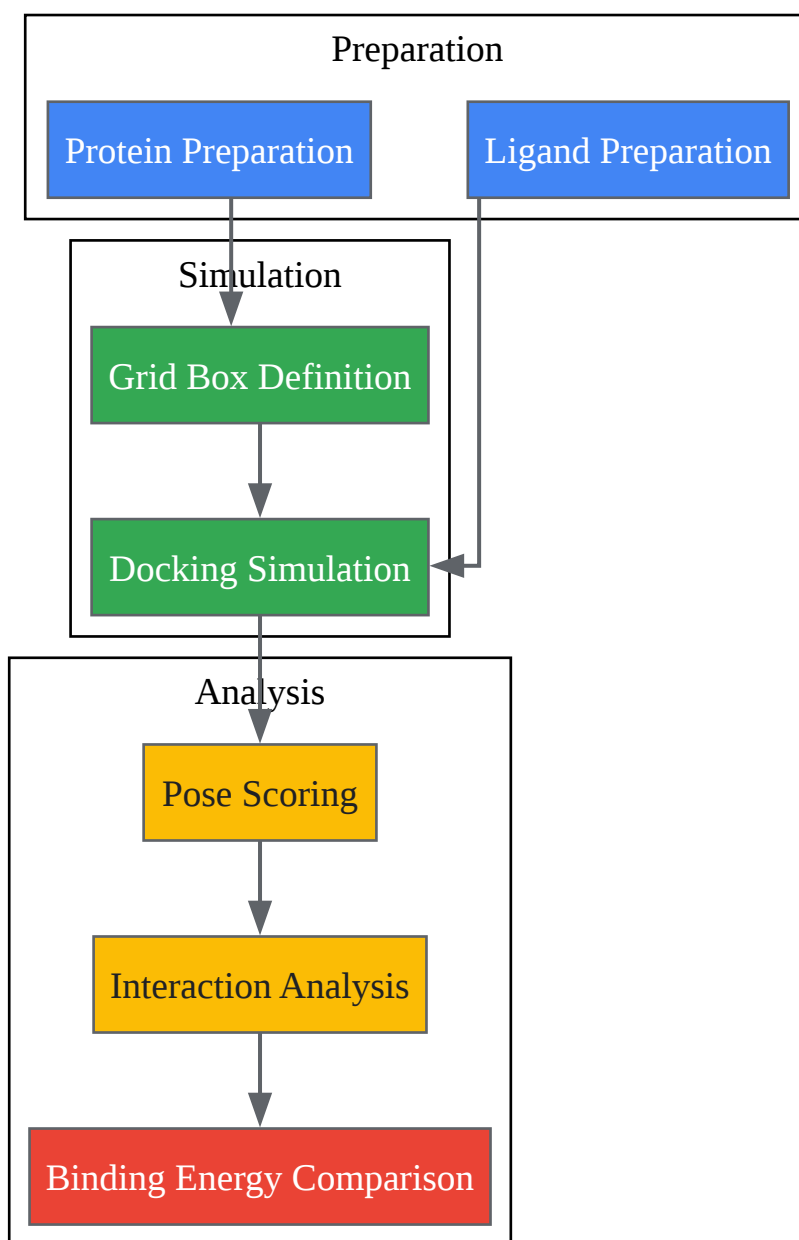 Preparation
Protein Preparation
Ligand Preparation
Simulation
Grid Box Definition
Docking Simulation
Analysis
Pose Scoring
Interaction Analysis
Binding Energy Comparison